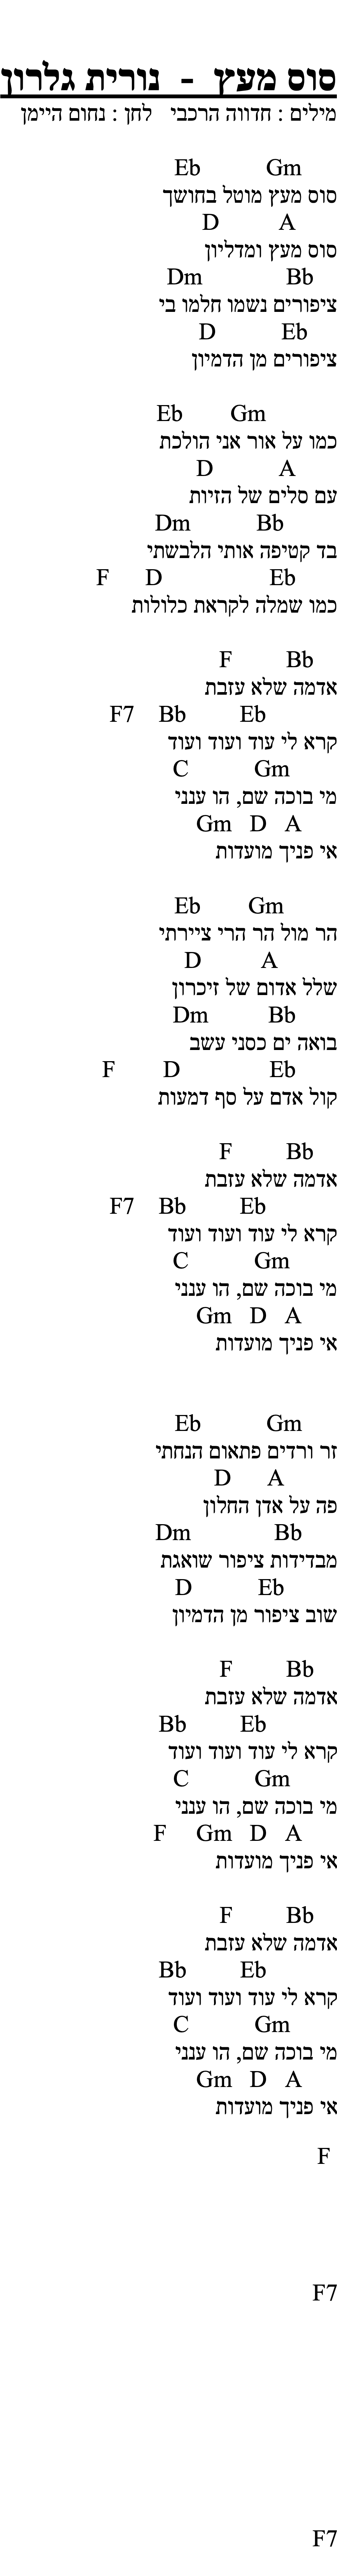 סוס מעץ - נורית גלרון
מילים : חדווה הרכבי לחן : נחום היימן
Eb Gm
סוס מעץ מוטל בחושך
D A
סוס מעץ ומדליון
Dm Bb
ציפורים נשמו חלמו בי
D Eb
ציפורים מן הדמיון
Eb Gm
כמו על אור אני הולכת
D A
עם סלים של הזיות
Dm Bb
בד קטיפה אותי הלבשתי
F D Eb
כמו שמלה לקראת כלולות
F Bb
אדמה שלא עזבת
F7 Bb Eb
קרא לי עוד ועוד ועוד
C Gm
מי בוכה שם, הו ענני
Gm D A
אי פניך מועדות
Eb Gm
הר מול הר הרי ציירתי
D A
שלל אדום של זיכרון
Dm Bb
בואה ים כסני עשב
F D Eb
קול אדם על סף דמעות
F Bb
אדמה שלא עזבת
F7 Bb Eb
קרא לי עוד ועוד ועוד
C Gm
מי בוכה שם, הו ענני
Gm D A
אי פניך מועדות
Eb Gm
זר ורדים פתאום הנחתי
D A
פה על אדן החלון
Dm Bb
מבדידות ציפור שואגת
D Eb
שוב ציפור מן הדמיון
F Bb
אדמה שלא עזבת
Bb Eb
קרא לי עוד ועוד ועוד
C Gm
מי בוכה שם, הו ענני
F Gm D A
אי פניך מועדות
F Bb
אדמה שלא עזבת
Bb Eb
קרא לי עוד ועוד ועוד
C Gm
מי בוכה שם, הו ענני
Gm D A
אי פניך מועדות
F
F7
F7